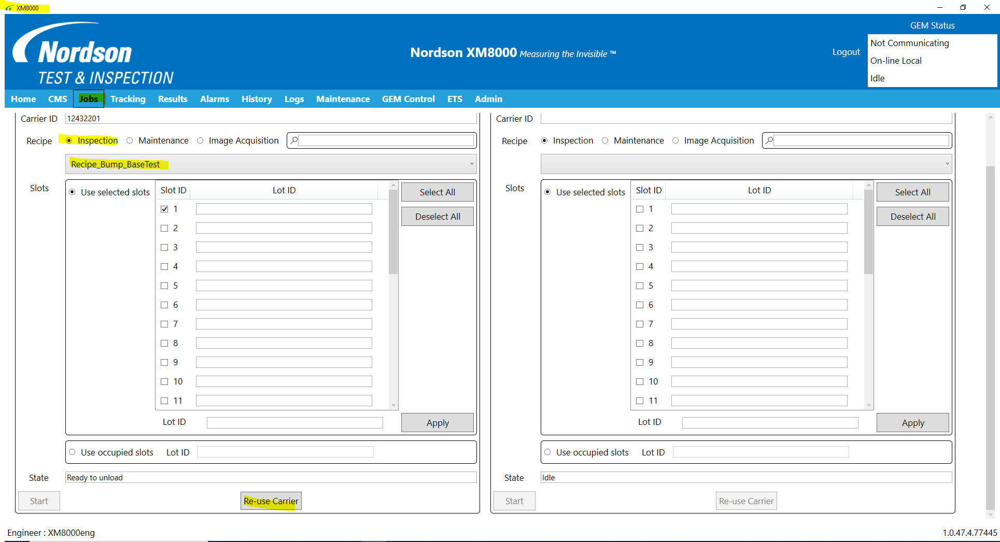 XM8000
GEM Status
Nordson
TEST & INSPECTION
Nordson XM8000 Measuring the Invisible ™
Logout
Not Communicating
On-line Local
Idle
Home CMS Jobs Tracking Results Alarms History Logs Maintenance GEM Control ETS Admin
Carrier ID 12432201
Recipe Inspection Maintenance Image Acquisition
Recipe_Bump_BaseTest
Slots Use selected slots Slot ID Lot ID Select All
Deselect All
1
2
3
4
5
6
7
8
9
10
11
Lot ID Apply
Use occupied slots Lot ID
State Ready to unload
Start Re-use Carrier
Carrier ID
Recipe Inspection Maintenance Image Acquisition
Slots Use selected slots Slot ID Lot ID Select All
Deselect All
1
2
3
4
5
6
7
8
9
10
11
Lot ID Apply
Use occupied slots Lot ID
State Idle
Start Re-use Carrier
Engineer : XM8000eng
1.0.47.4.77445